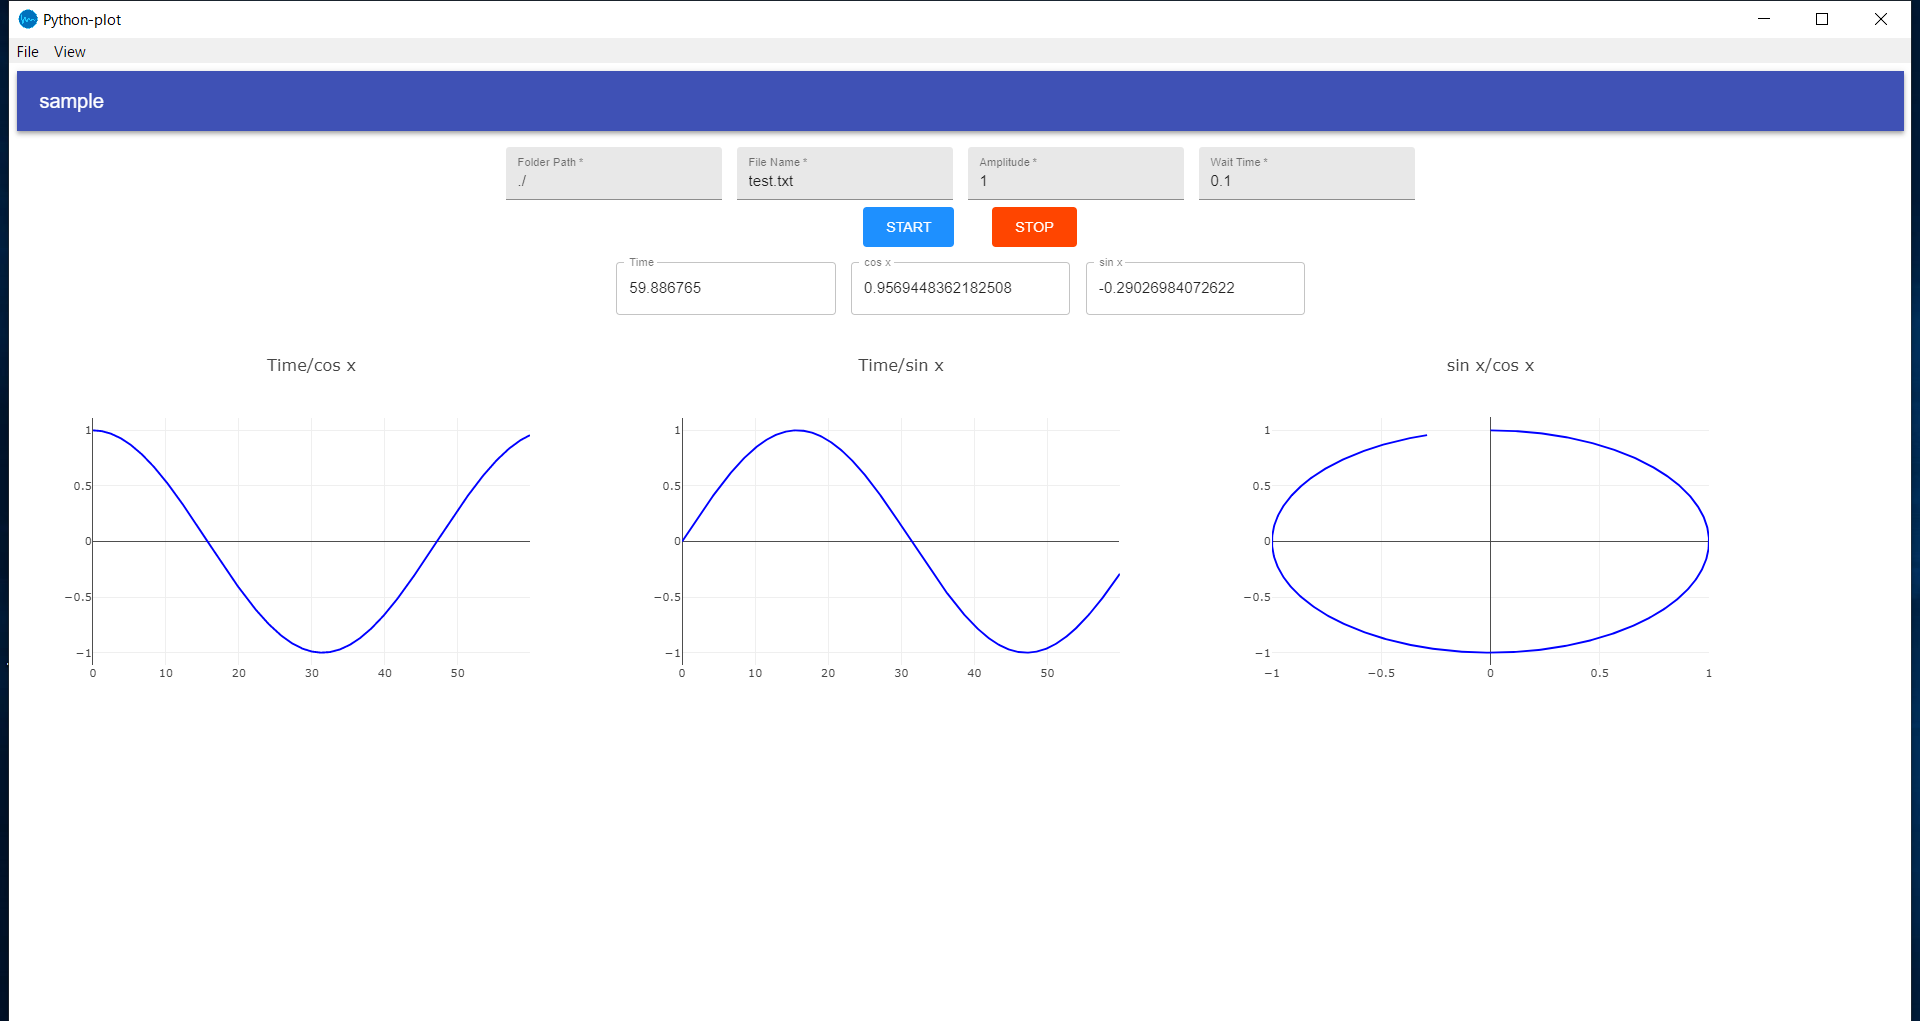 Python-plot
File View
sample
Folder Path * File Name * Amplitude * Wait Time *
./ test.txt 1 0.1
START STOP
Time cos x sin x
59.886765 0.9569448362182508 -0.29026984072622
Time/cos x Time/sin x sin x/cos x
1 1 1
0.5 0.5 0.5
0 0 0
−0.5 −0.5 −0.5
−1 −1 −1
0 10 20 30 40 50 0 10 20 30 40 50 −1 −0.5 0 0.5 1